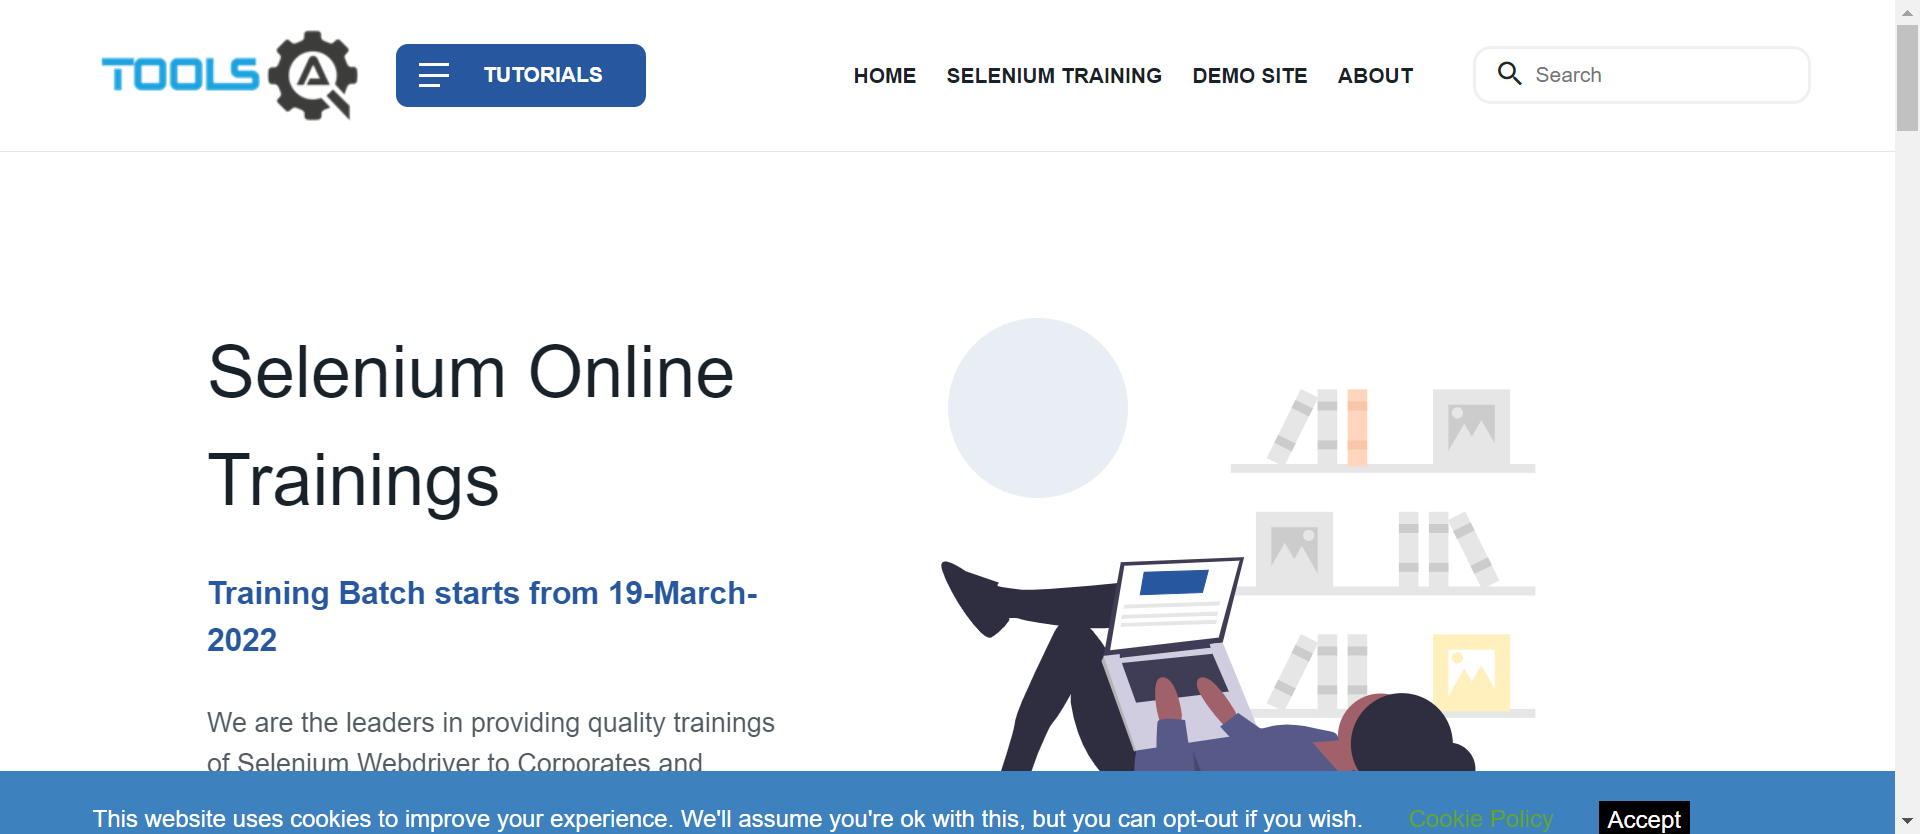 TOOLS QA
TUTORIALS
HOME
SELENIUM TRAINING
DEMO SITE
ABOUT
Search
Selenium Online
Trainings
Training Batch starts from 19-March-
2022
We are the leaders in providing quality trainings
of Selenium Webdriver to Corporates and
This website uses cookies to improve your experience. We'll assume you're ok with this, but you can opt-out if you wish.
Cookie Policy
Accept